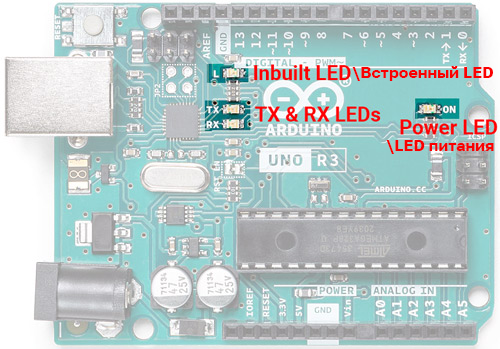 RESET
AREF
GND
13
12
~11
~10
~9
8
7
~6
~5
4
~3
2
TX→1
RX←0
DIGITAL (PWM~)
L
Inbuilt LED\Встроенный LED
TX
RX
TX & RX LEDs
ON
Power LED
\LED питания
ARDUINO
UNO R3
ARDUINO.CC
ICSP
ATMEL
47
25V
47
25V
IOREF
RESET
3.3V
5V
GND
Vin
POWER
ANALOG IN
A0
A1
A2
A3
A4
A5